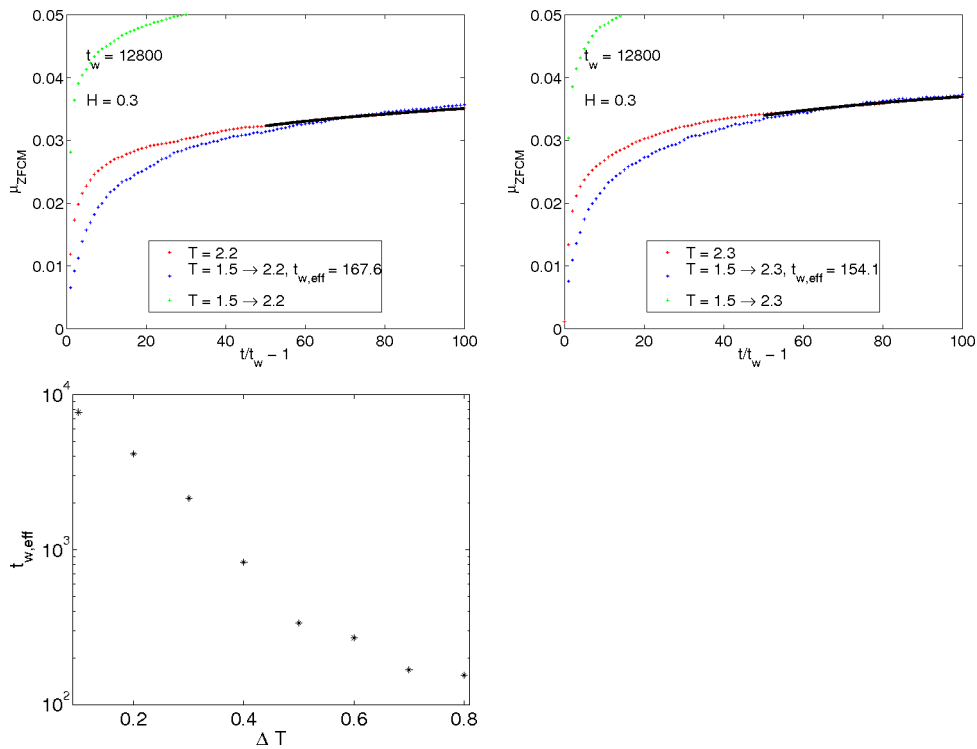 0.05
0.04
0.03
0.02
0.01
0
μ_ZFCM
t_w = 12800
H = 0.3
T = 2.2
T = 1.5 → 2.2, t_w,eff = 167.6
T = 1.5 → 2.2
0 20 40 60 80 100
t/t_w − 1
0.05
0.04
0.03
0.02
0.01
0
μ_ZFCM
t_w = 12800
H = 0.3
T = 2.3
T = 1.5 → 2.3, t_w,eff = 154.1
T = 1.5 → 2.3
0 20 40 60 80 100
t/t_w − 1
10^4
10^3
10^2
t_w,eff
0.2 0.4 0.6 0.8
Δ T